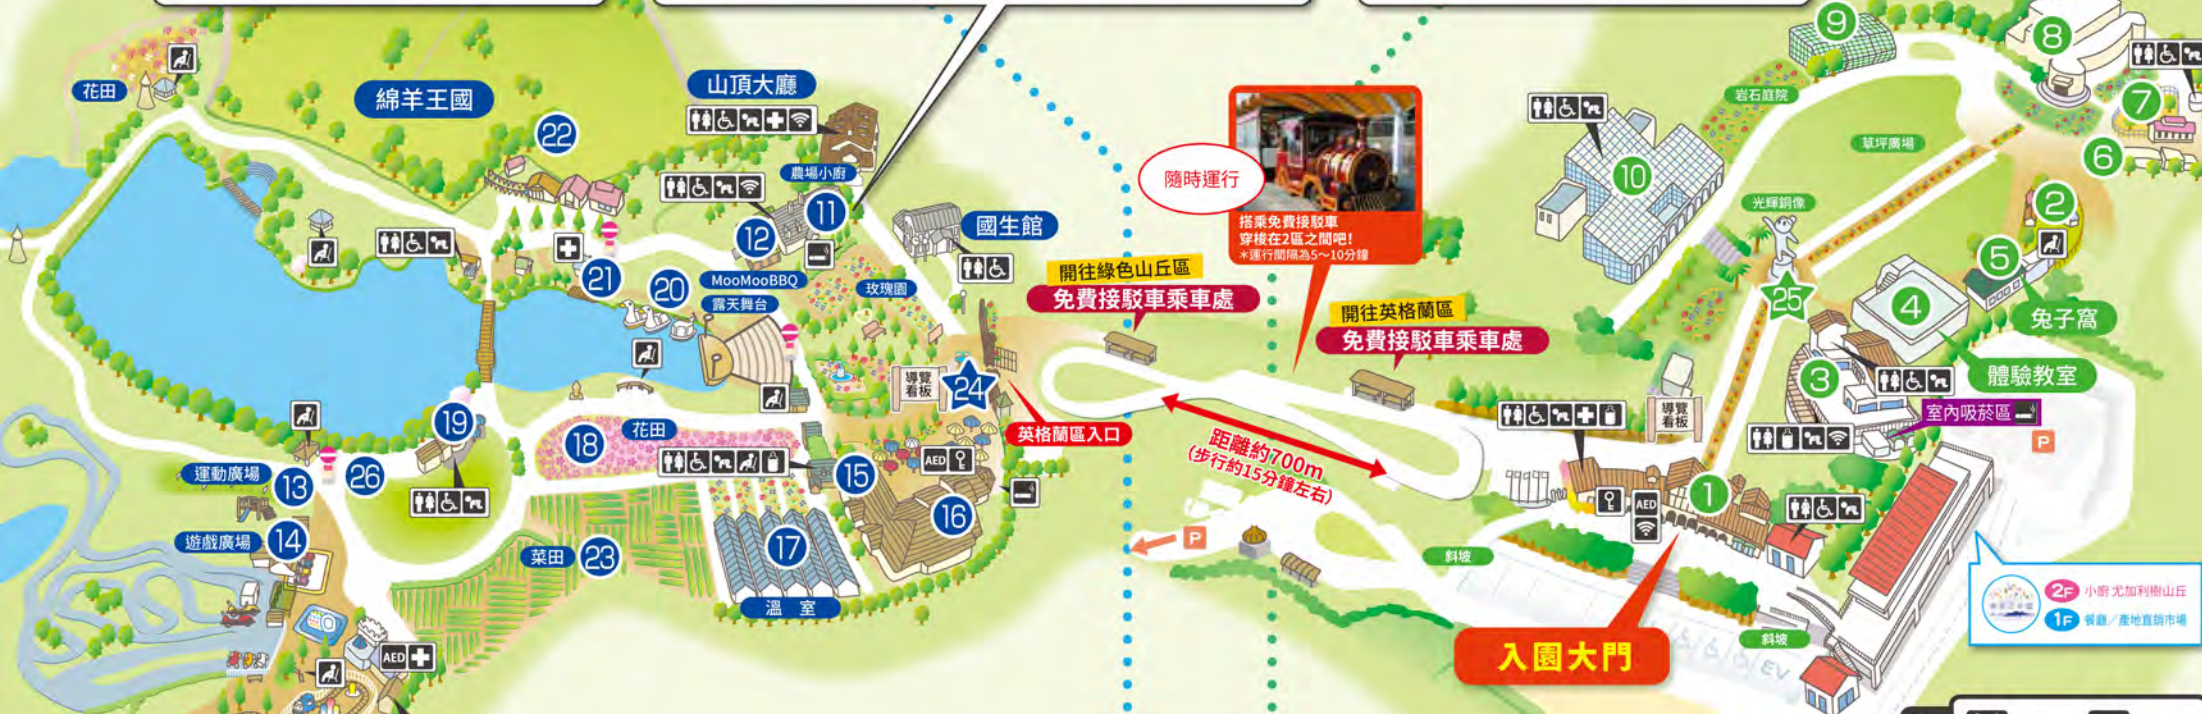 花田
綿羊王國
22
山頂大廳
農場小廚
11
12
國生館
21
20
MooMooBBQ
露天舞台
玫瑰園
導覽
看板
24
英格蘭區入口
19
18
花田
運動廣場
13
26
15
AED
16
遊戲廣場
14
菜田
23
17
溫 室
AED
隨時運行
搭乘免費接駁車
穿梭在2區之間吧!
*運行間隔為5~10分鐘
開往綠色山丘區
免費接駁車乘車處
開往英格蘭區
免費接駁車乘車處
距離約700m
(步行約15分鐘左右)
P
斜坡
9
8
岩石庭院
7
草坪廣場
6
10
2
光輝銅像
5
25
4
兔子窩
3
體驗教室
導覽
看板
室內吸菸區
P
AED
1
入園大門
斜坡
EV
2F 小廚 尤加利樹山丘
1F 餐廳/產地直銷市場